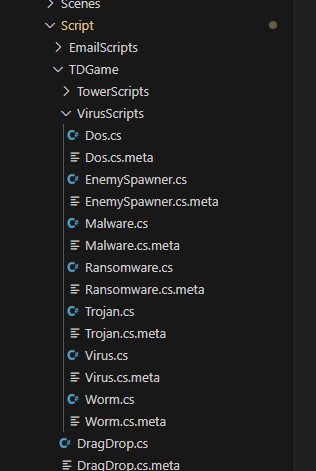 Scenes
Script
EmailScripts
TDGame
TowerScripts
VirusScripts
Dos.cs
Dos.cs.meta
EnemySpawner.cs
EnemySpawner.cs.meta
Malware.cs
Malware.cs.meta
Ransomware.cs
Ransomware.cs.meta
Trojan.cs
Trojan.cs.meta
Virus.cs
Virus.cs.meta
Worm.cs
Worm.cs.meta
DragDrop.cs
DragDrop.cs.meta